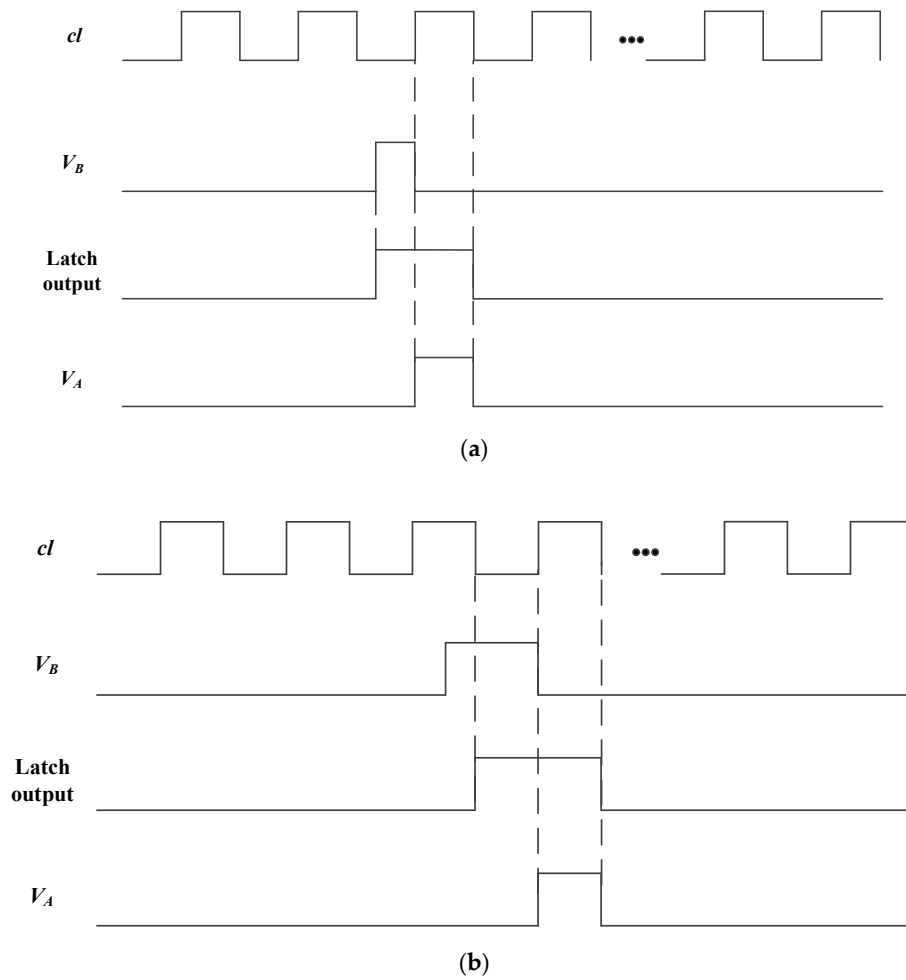 cl
V_B
Latch
output
V_A
(a)
cl
V_B
Latch
output
V_A
(b)